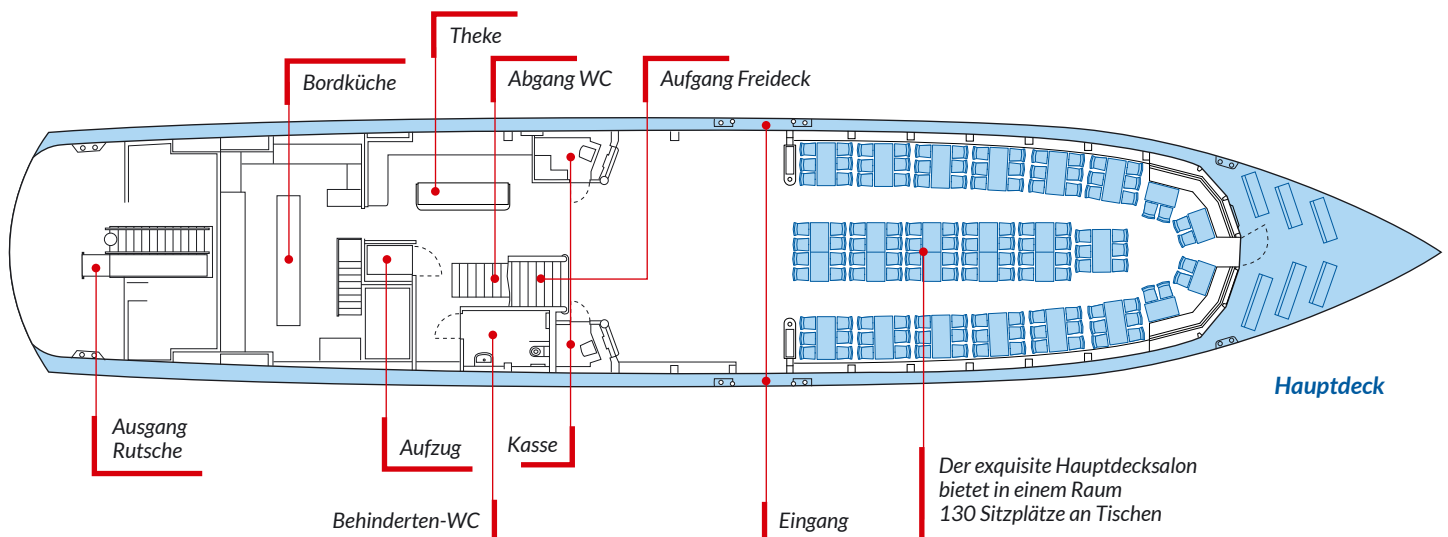 Theke
Bordküche
Abgang WC
Aufgang Freideck
Hauptdeck
Ausgang
Rutsche
Aufzug
Kasse
Behinderten-WC
Eingang
Der exquisite Hauptdecksalon
bietet in einem Raum
130 Sitzplätze an Tischen